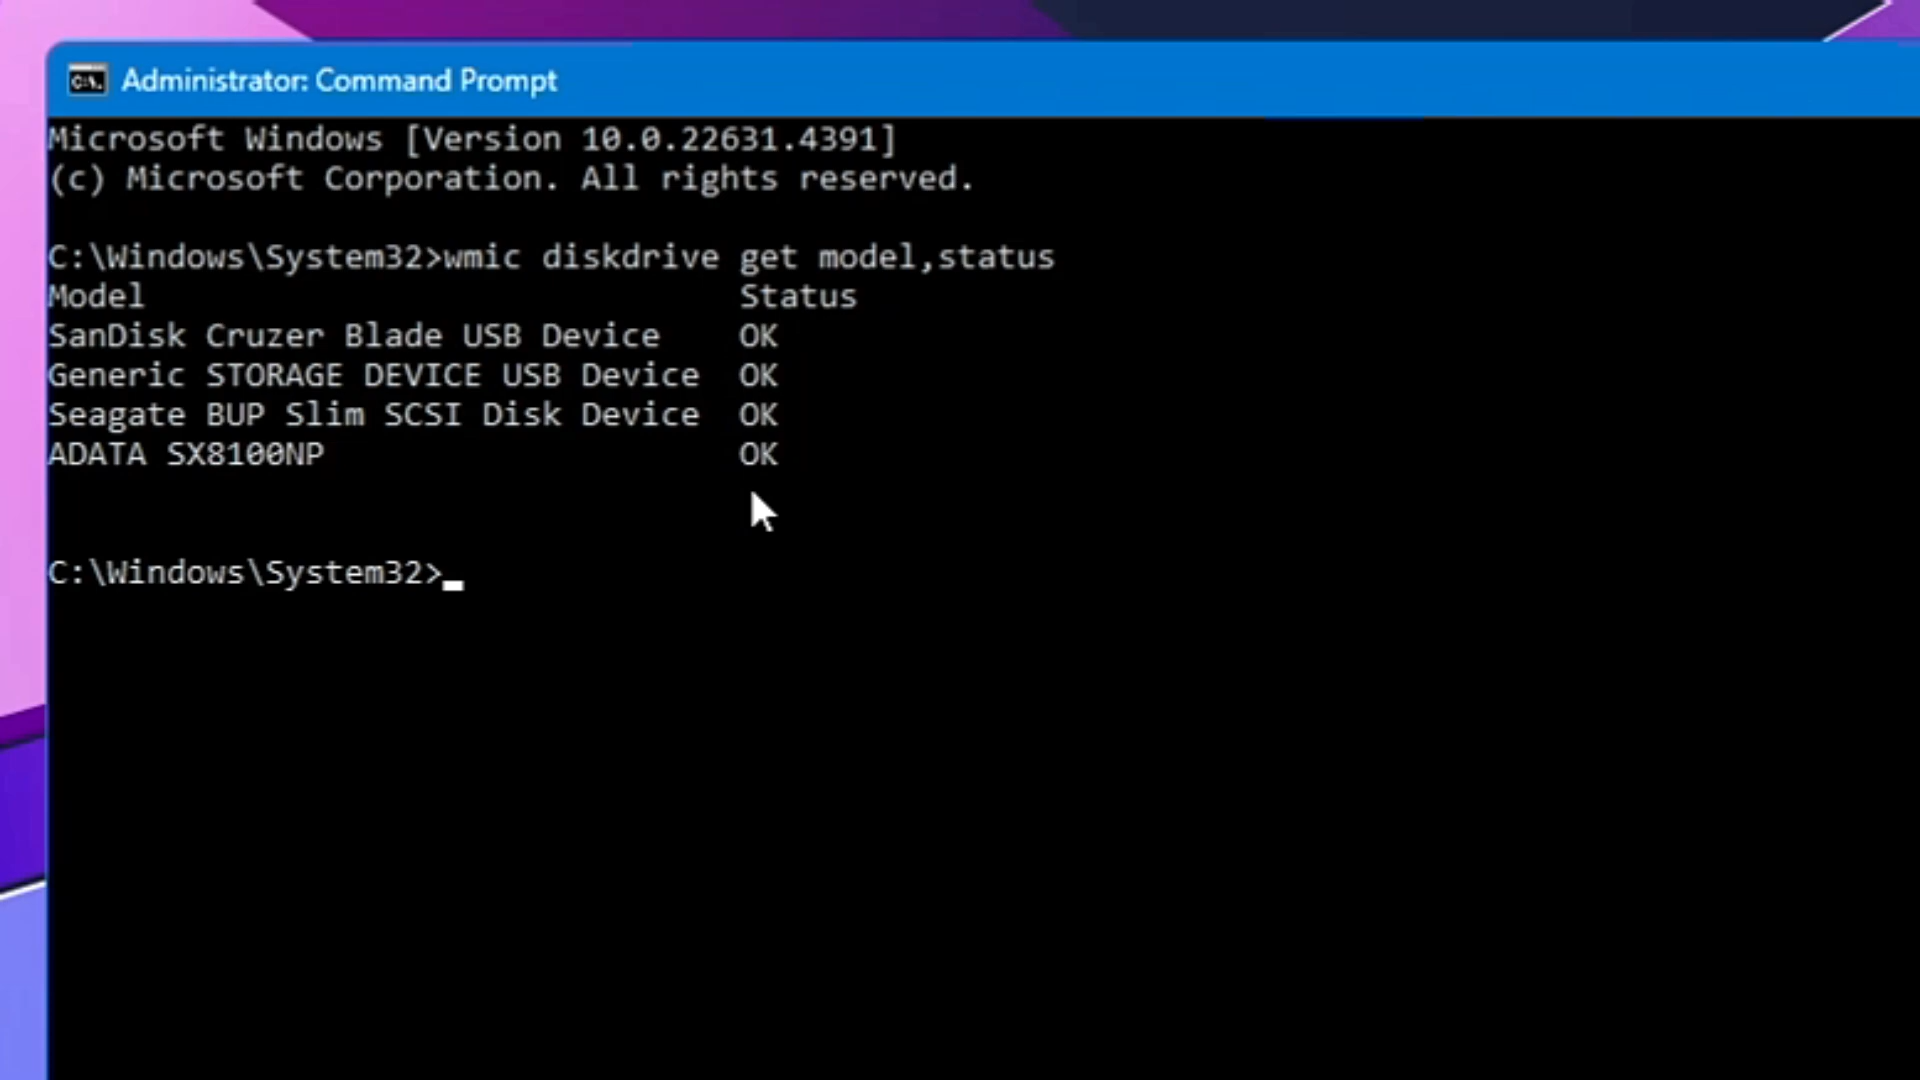 Administrator: Command Prompt
Microsoft Windows [Version 10.0.22631.4391]
(c) Microsoft Corporation. All rights reserved.
C:\Windows\System32>wmic diskdrive get model,status
Model Status
SanDisk Cruzer Blade USB Device OK
Generic STORAGE DEVICE USB Device OK
Seagate BUP Slim SCSI Disk Device OK
ADATA SX8100NP OK
C:\Windows\System32>